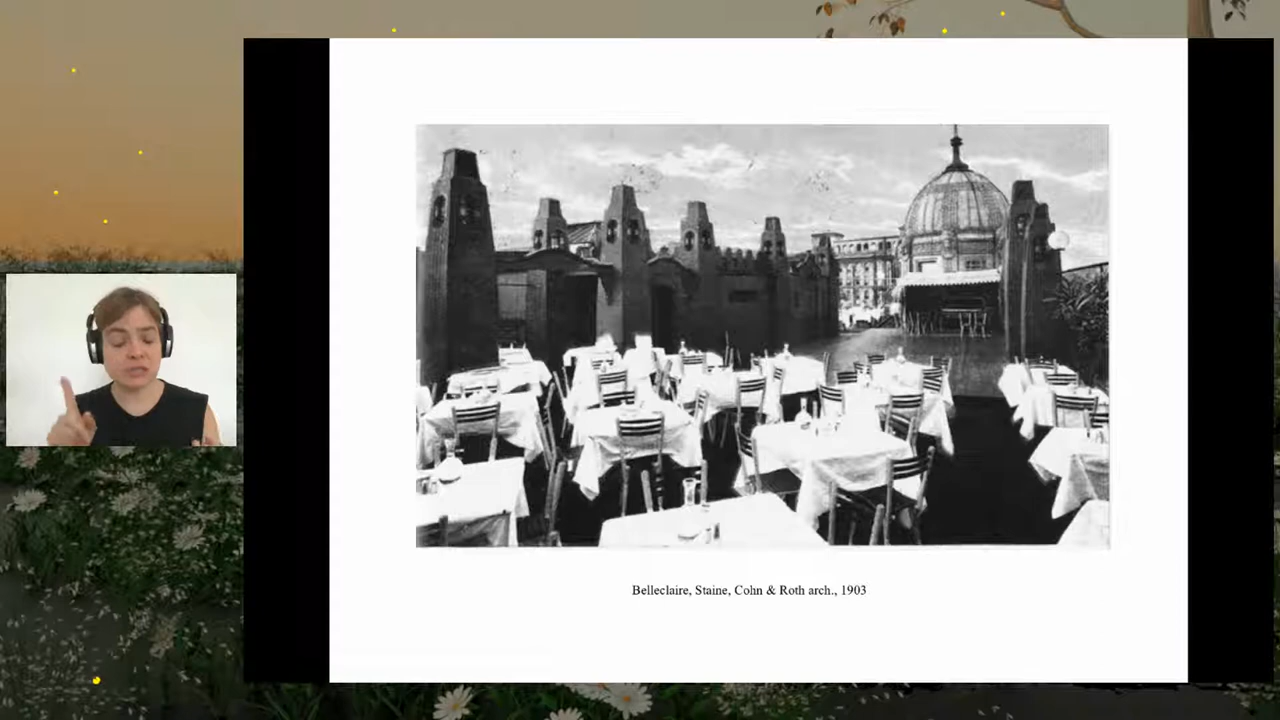 Belleclaire, Staine, Cohn & Roth arch., 1903